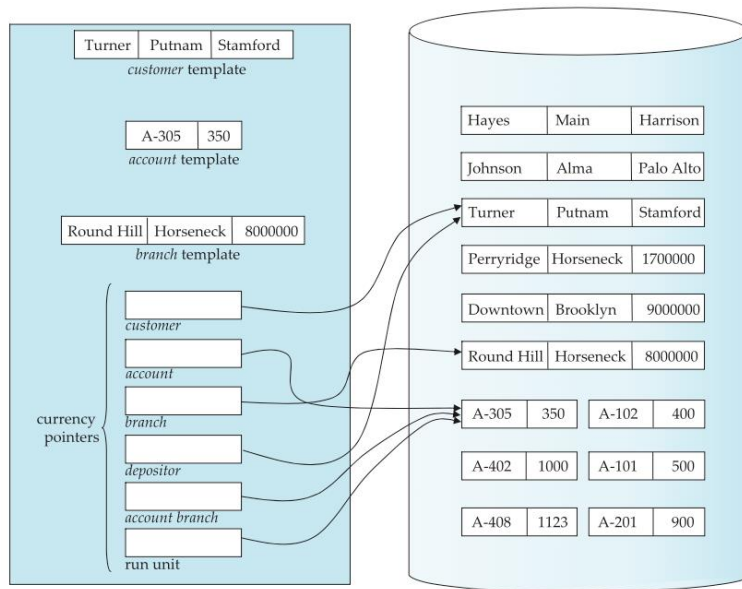 Turner Putnam Stamford
customer template
A-305 350
account template
Round Hill Horseneck 8000000
branch template
currency
pointers
customer
account
branch
depositor
account branch
run unit
Hayes Main Harrison
Johnson Alma Palo Alto
Turner Putnam Stamford
Perryridge Horseneck 1700000
Downtown Brooklyn 9000000
Round Hill Horseneck 8000000
A-305 350 A-102 400
A-402 1000 A-101 500
A-408 1123 A-201 900